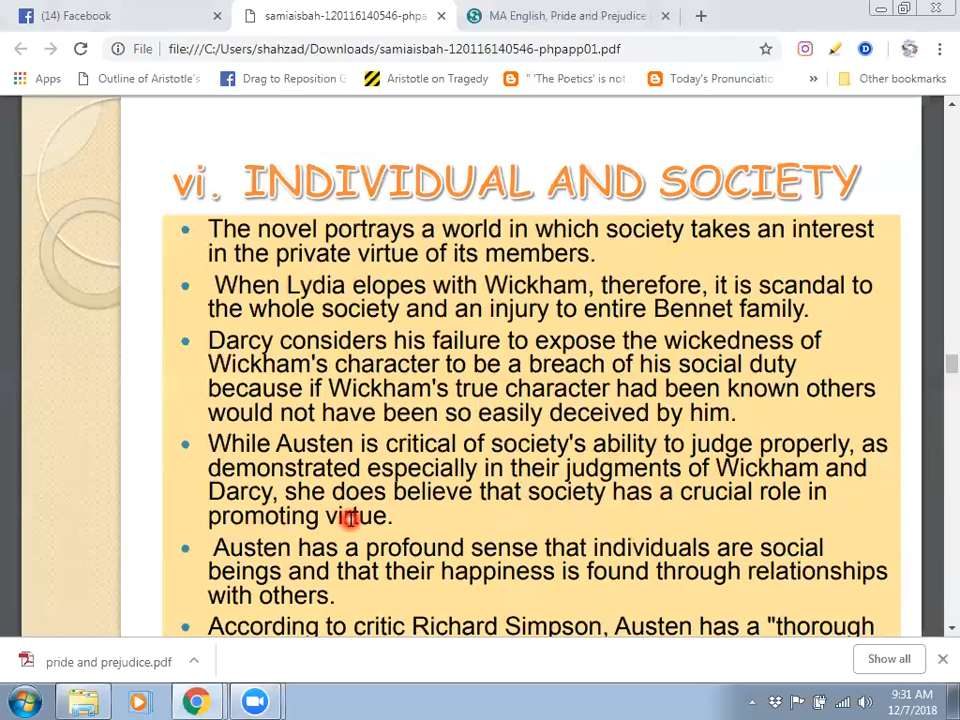 (14) Facebook
samiaisbah-120116140546-phpa
MA English, Pride and Prejudice
File
file:///C:/Users/shahzad/Downloads/samiaisbah-120116140546-phpapp01.pdf
Apps
Outline of Aristotle's
Drag to Reposition
Aristotle on Tragedy
" 'The Poetics' is not
Today's Pronunciatio
»
Other bookmarks
vi. INDIVIDUAL AND SOCIETY
• The novel portrays a world in which society takes an interest
in the private virtue of its members.
• When Lydia elopes with Wickham, therefore, it is scandal to
the whole society and an injury to entire Bennet family.
• Darcy considers his failure to expose the wickedness of
Wickham's character to be a breach of his social duty
because if Wickham's true character had been known others
would not have been so easily deceived by him.
• While Austen is critical of society's ability to judge properly, as
demonstrated especially in their judgments of Wickham and
Darcy, she does believe that society has a crucial role in
promoting virtue.
• Austen has a profound sense that individuals are social
beings and that their happiness is found through relationships
with others.
• According to critic Richard Simpson, Austen has a "thorough
pride and prejudice.pdf
Show all
9:31 AM
12/7/2018